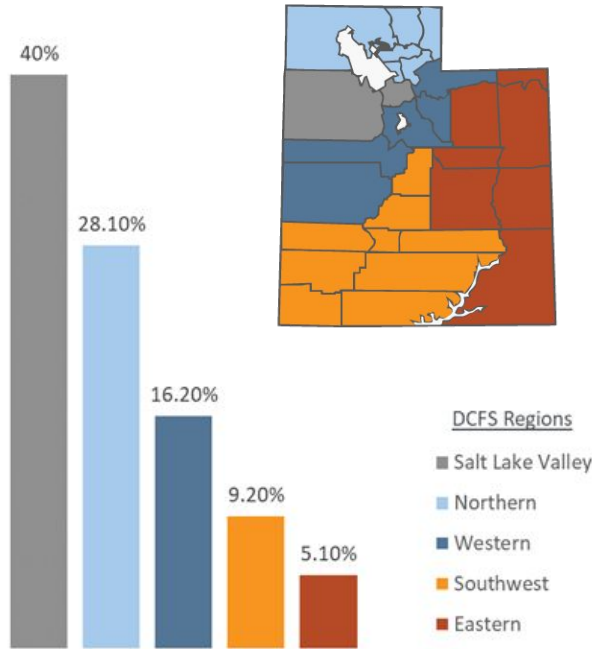 40%
28.10%
16.20%
9.20%
5.10%
DCFS Regions
Salt Lake Valley
Northern
Western
Southwest
Eastern